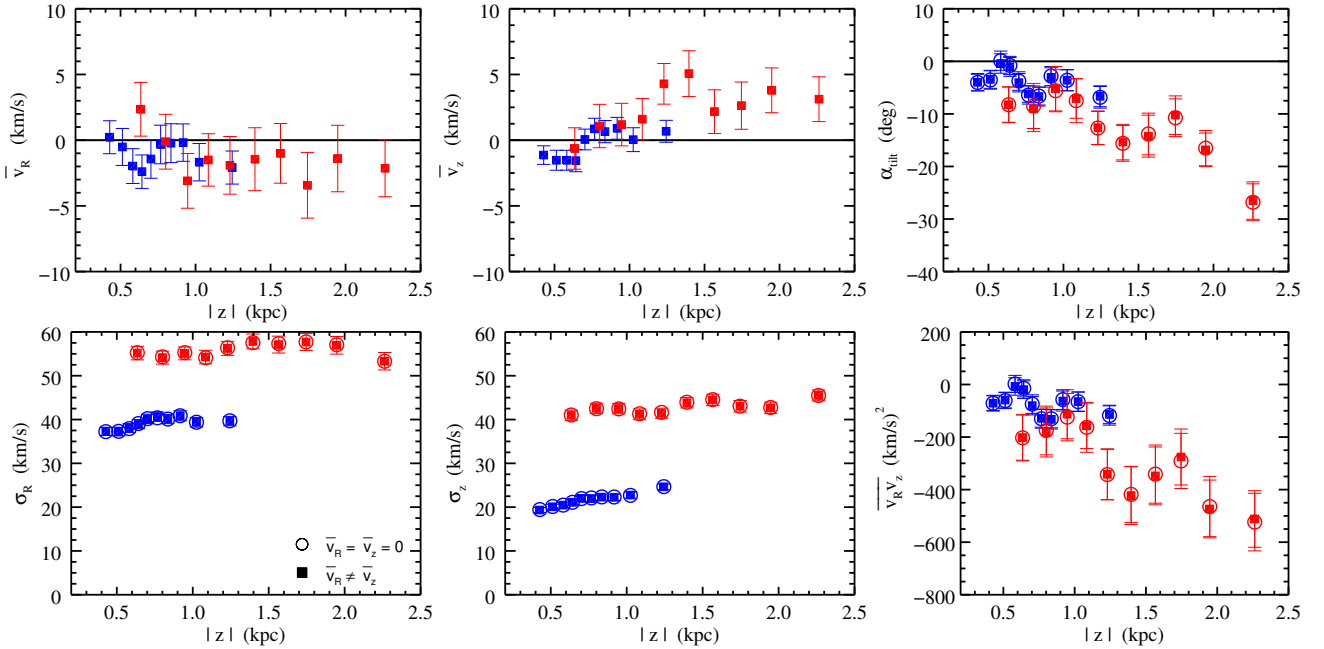 10
5
0
−5
−10
v̄_R (km/s)
0.5 1.0 1.5 2.0 2.5
| z | (kpc)
10
5
0
−5
−10
v̄_z (km/s)
0.5 1.0 1.5 2.0 2.5
| z | (kpc)
10
0
−10
−20
−30
−40
α_tilt (deg)
0.5 1.0 1.5 2.0 2.5
| z | (kpc)
60
50
40
30
20
10
0
σ_R (km/s)
v̄_R = v̄_z = 0
v̄_R ≠ v̄_z
0.5 1.0 1.5 2.0 2.5
| z | (kpc)
60
50
40
30
20
10
0
σ_z (km/s)
0.5 1.0 1.5 2.0 2.5
| z | (kpc)
200
0
−200
−400
−600
−800
\overline{v_R v_z} (km/s)²
0.5 1.0 1.5 2.0 2.5
| z | (kpc)